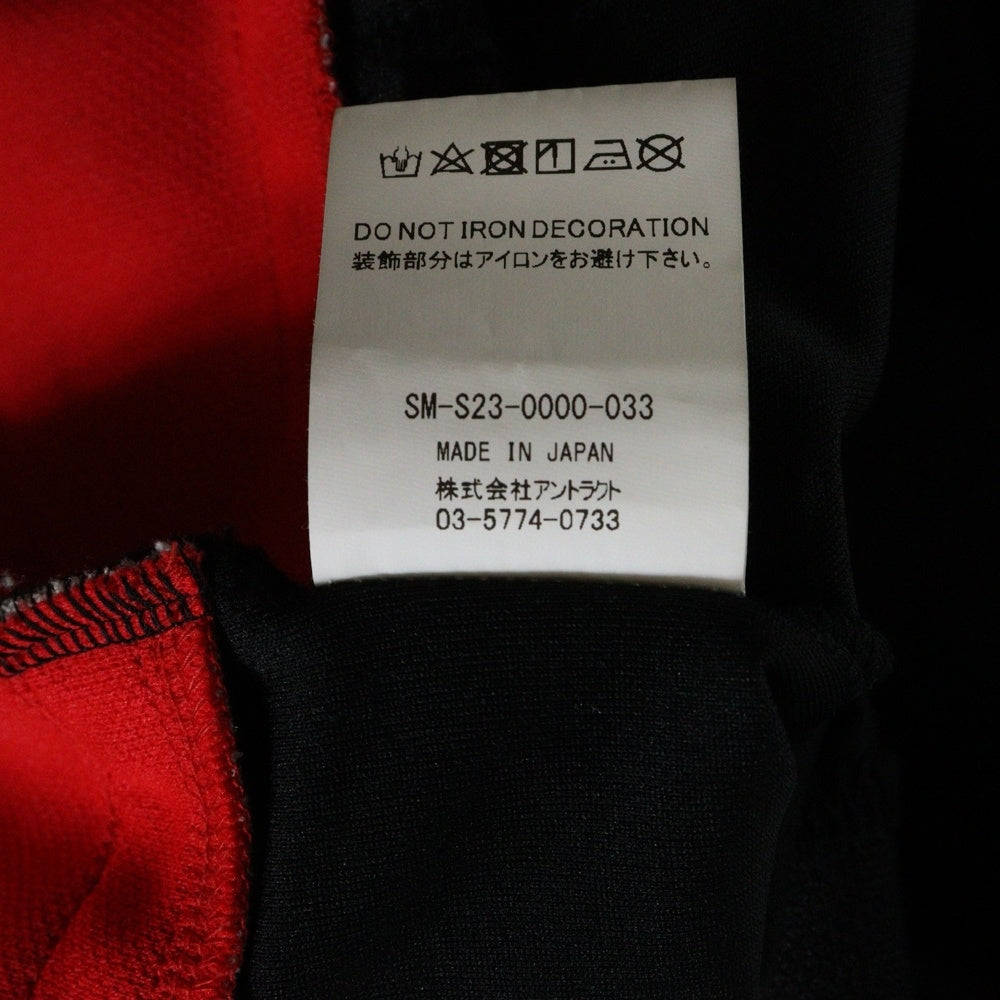 DO NOT IRON DECORATION
装飾部分はアイロンをお避け下さい。
SM-S23-0000-033
MADE IN JAPAN
株式会社アントラクト
03-5774-0733